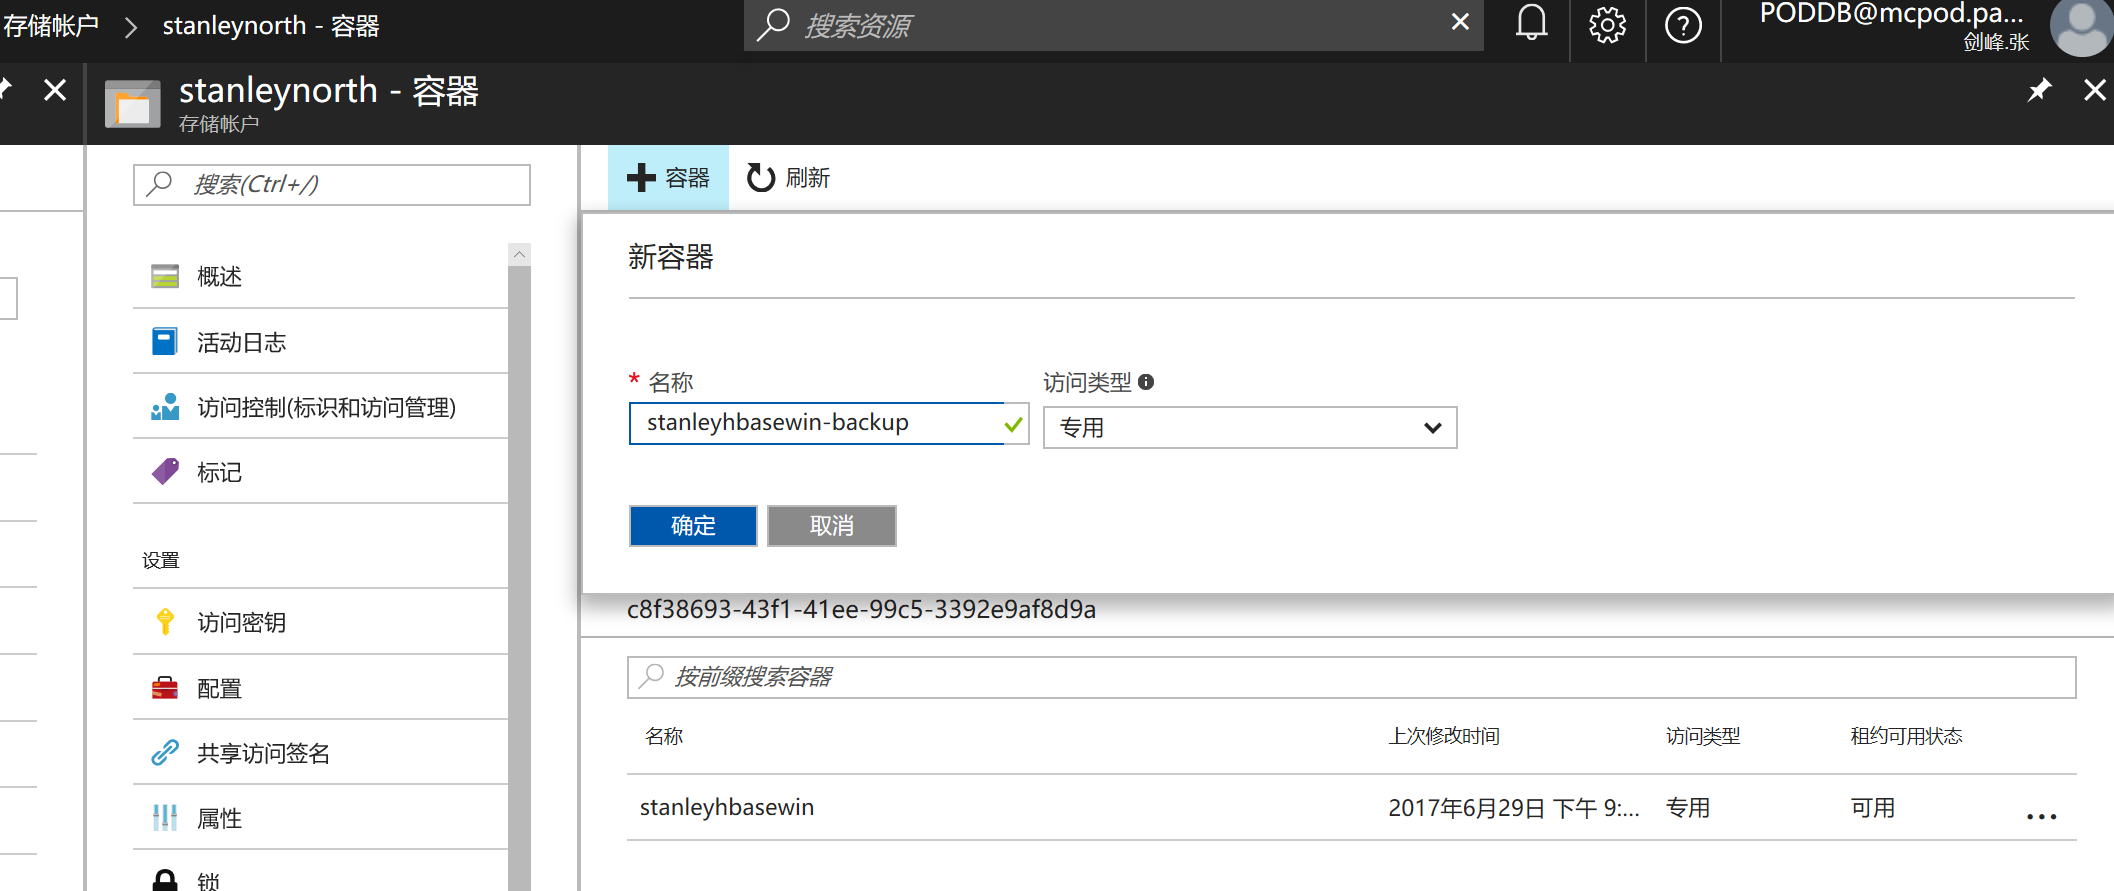 存储帐户 > stanleynorth - 容器
搜索资源
PODDB@mcpod.pa...
剑峰.张
stanleynorth - 容器
存储帐户
搜索(Ctrl+/)
概述
活动日志
访问控制(标识和访问管理)
标记
设置
访问密钥
配置
共享访问签名
属性
锁
容器
刷新
新容器
* 名称
访问类型
stanleyhbasewin-backup
专用
确定
取消
c8f38693-43f1-41ee-99c5-3392e9af8d9a
按前缀搜索容器
名称 上次修改时间 访问类型 租约可用状态
stanleyhbasewin 2017年6月29日 下午 9:... 专用 可用 ...